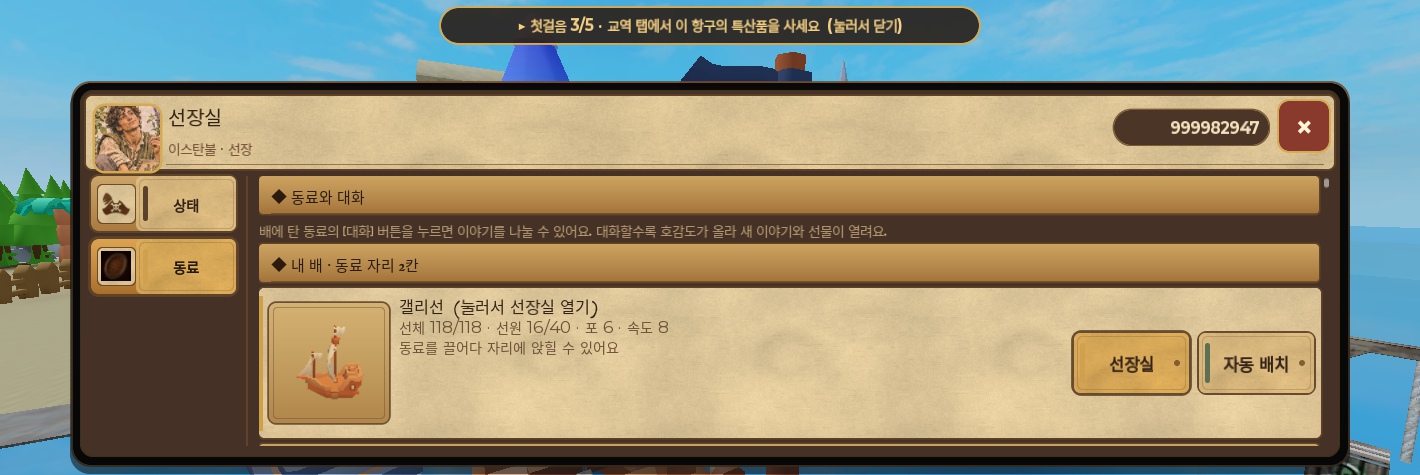 ▸ 첫걸음 3/5 · 교역 탭에서 이 항구의 특산품을 사세요 (눌러서 닫기)
선장실
이스탄불 · 선장
999982947
×
상태
동료
◆ 동료와 대화
배에 탄 동료의 [대화] 버튼을 누르면 이야기를 나눌 수 있어요. 대화할수록 호감도가 올라 새 이야기와 선물이 열려요.
◆ 내 배 · 동료 자리 2칸
갤리선 (눌러서 선장실 열기)
선체 118/118 · 선원 16/40 · 포 6 · 속도 8
동료를 끌어다 자리에 앉힐 수 있어요
선장실
자동 배치